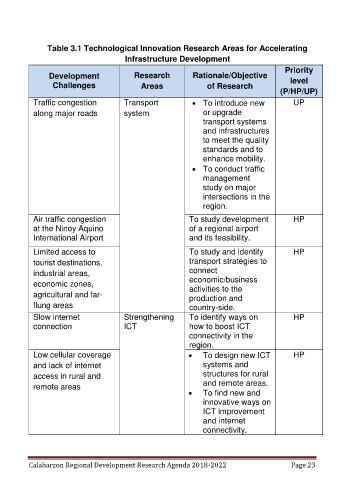 Table 3.1 Technological Innovation Research Areas for Accelerating
Infrastructure Development
Development
Challenges
Research
Areas
Rationale/Objective
of Research
Priority
level
(P/HP/UP)
Traffic congestion
along major roads
Transport
system
• To introduce new
or upgrade
transport systems
and infrastructures
to meet the quality
standards and to
enhance mobility.
• To conduct traffic
management
study on major
intersections in the
region.
UP
Air traffic congestion
at the Ninoy Aquino
International Airport
To study development
of a regional airport
and its feasibility.
HP
Limited access to
tourist destinations,
industrial areas,
economic zones,
agricultural and far-
flung areas
To study and identify
transport strategies to
connect
economic/business
activities to the
production and
country-side.
HP
Slow internet
connection
Strengthening
ICT
To identify ways on
how to boost ICT
connectivity in the
region.
HP
Low cellular coverage
and lack of internet
access in rural and
remote areas
• To design new ICT
systems and
structures for rural
and remote areas.
• To find new and
innovative ways on
ICT improvement
and internet
connectivity.
HP
Calabarzon Regional Development Research Agenda 2018-2022 Page 23